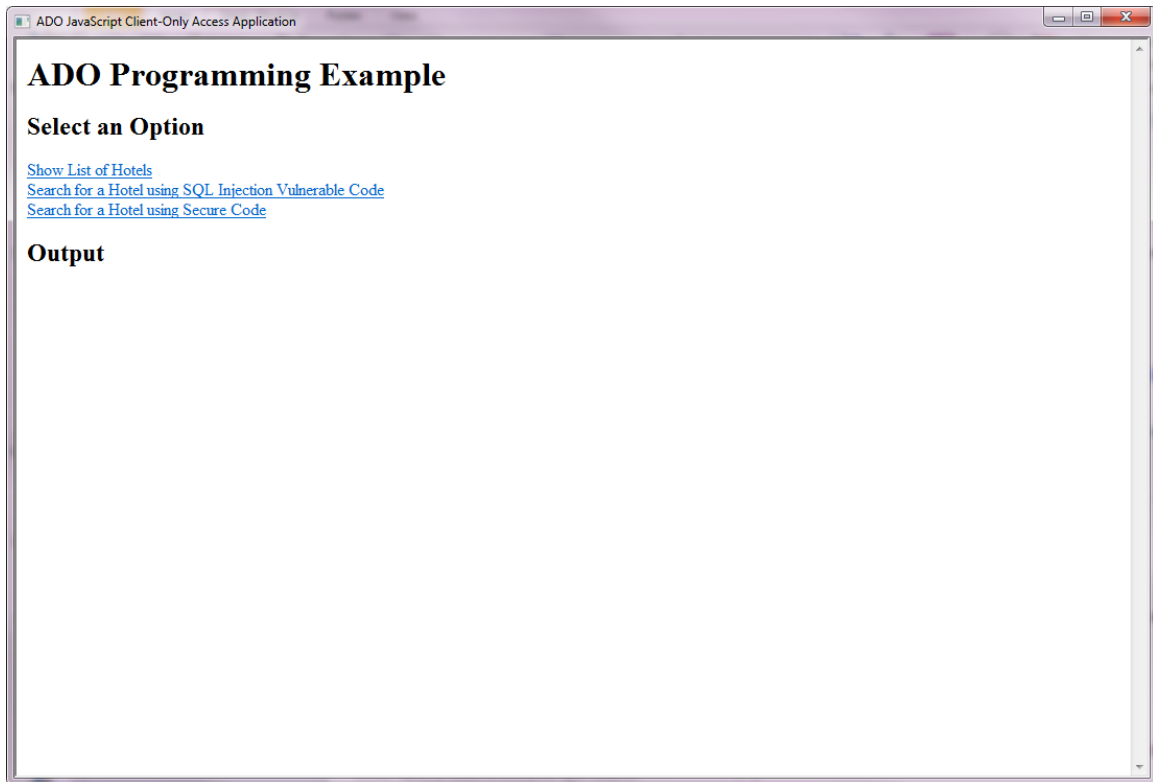 ADO JavaScript Client-Only Access Application
ADO Programming Example
Select an Option
Show List of Hotels
Search for a Hotel using SQL Injection Vulnerable Code
Search for a Hotel using Secure Code
Output